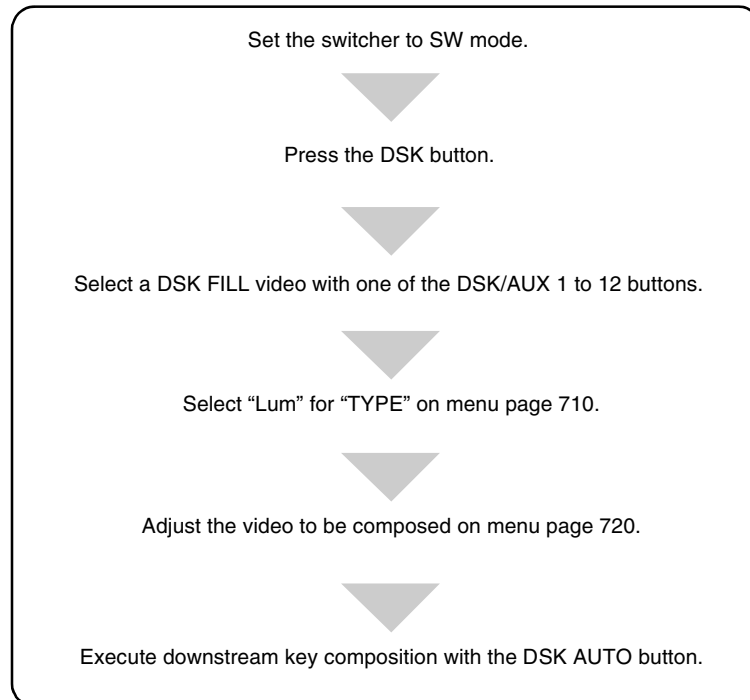 Set the switcher to SW mode.
Press the DSK button.
Select a DSK FILL video with one of the DSK/AUX 1 to 12 buttons.
Select “Lum” for “TYPE” on menu page 710.
Adjust the video to be composed on menu page 720.
Execute downstream key composition with the DSK AUTO button.